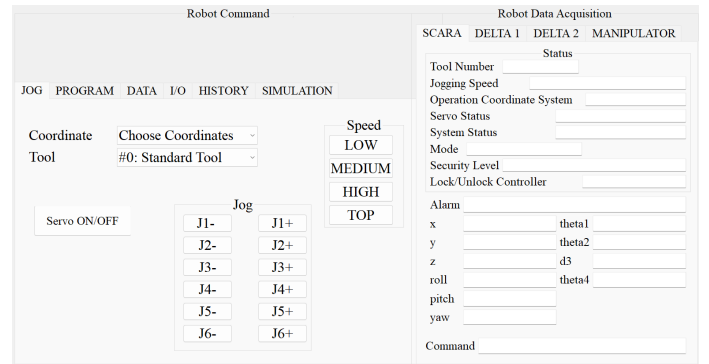 Robot Command
JOG PROGRAM DATA I/O HISTORY SIMULATION
Coordinate Choose Coordinates
Tool #0: Standard Tool
Speed
LOW
MEDIUM
HIGH
TOP
Servo ON/OFF
Jog
J1- J1+
J2- J2+
J3- J3+
J4- J4+
J5- J5+
J6- J6+
Robot Data Acquisition
SCARA DELTA 1 DELTA 2 MANIPULATOR
Status
Tool Number
Jogging Speed
Operation Coordinate System
Servo Status
System Status
Mode
Security Level
Lock/Unlock Controller
Alarm
x theta1
y theta2
z d3
roll theta4
pitch
yaw
Command